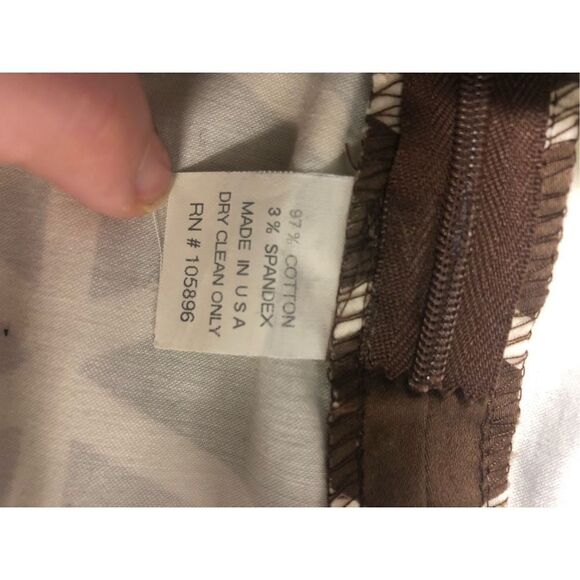 97% COTTON
3% SPANDEX
MADE IN U S A
DRY CLEAN ONLY
RN # 105896